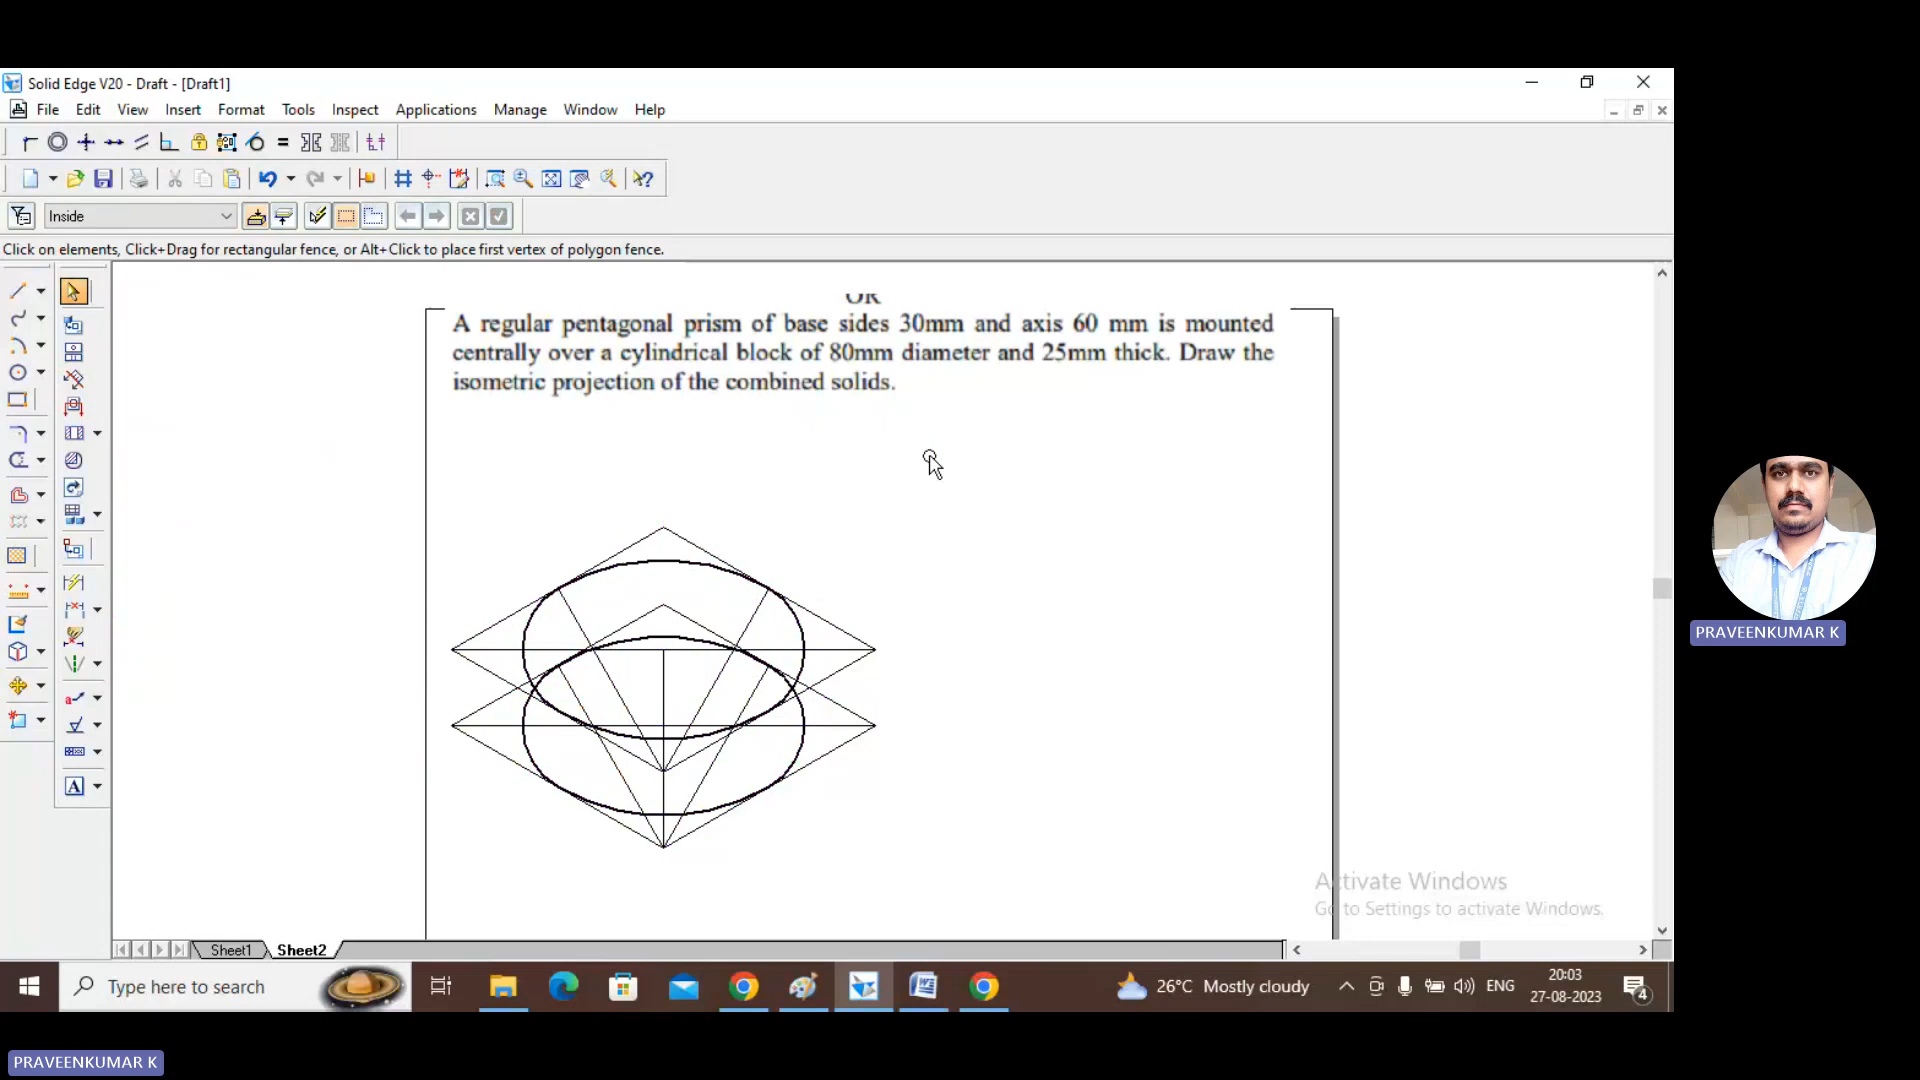 Solid Edge V20 - Draft - [Draft1]
File Edit View Insert Format Tools Inspect Applications Manage Window Help
Inside
Click on elements, Click+Drag for rectangular fence, or Alt+Click to place first vertex of polygon fence.
OR
A regular pentagonal prism of base sides 30mm and axis 60 mm is mounted
centrally over a cylindrical block of 80mm diameter and 25mm thick. Draw the
isometric projection of the combined solids.
PRAVEENKUMAR K
Activate Windows
Go to Settings to activate Windows.
Sheet1 Sheet2
Type here to search
26°C Mostly cloudy
ENG
20:03
27-08-2023
4
PRAVEENKUMAR K